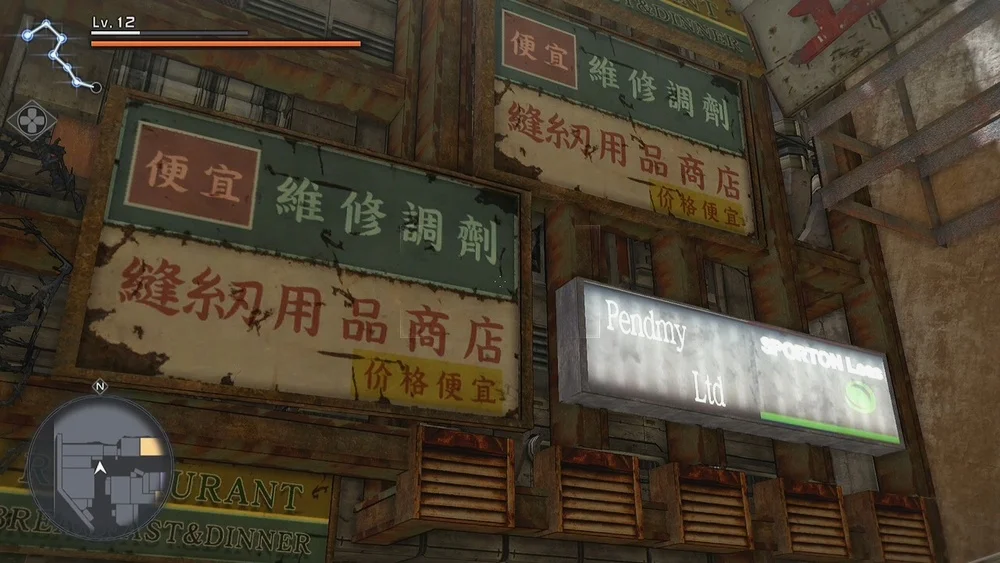 Lv. 12
便宜
維修調劑
縫紉用品商店
价格便宜
便宜
維修調劑
縫紉用品商店
价格便宜
Pendmy
Ltd
SPORTON
N
URANT
BREAKFAST&DINNER